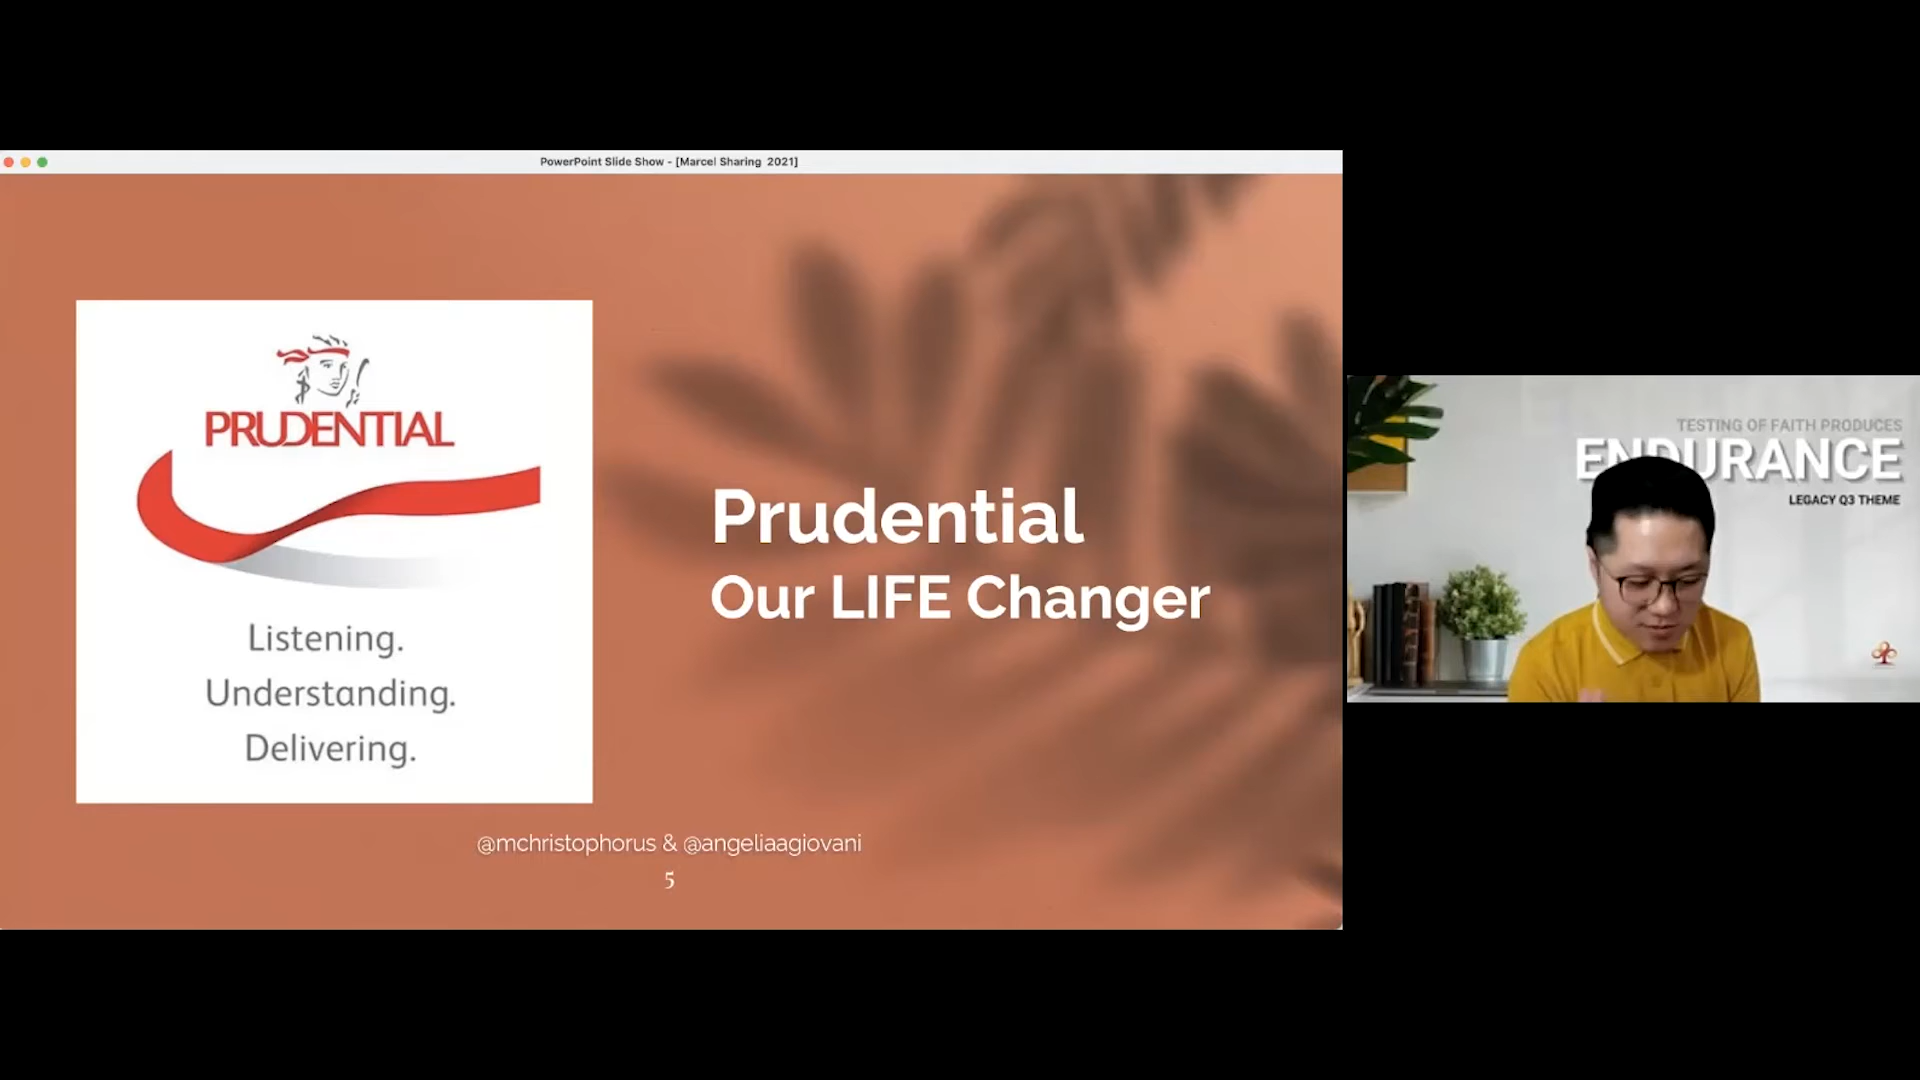 PowerPoint Slide Show - [Marcel Sharing 2021]
PRUDENTIAL
Listening.
Understanding.
Delivering.
Prudential
Our LIFE Changer
@mchristophorus & @angeliaagiovani
5
TESTING OF FAITH PRODUCES
ENDURANCE
LEGACY Q3 THEME